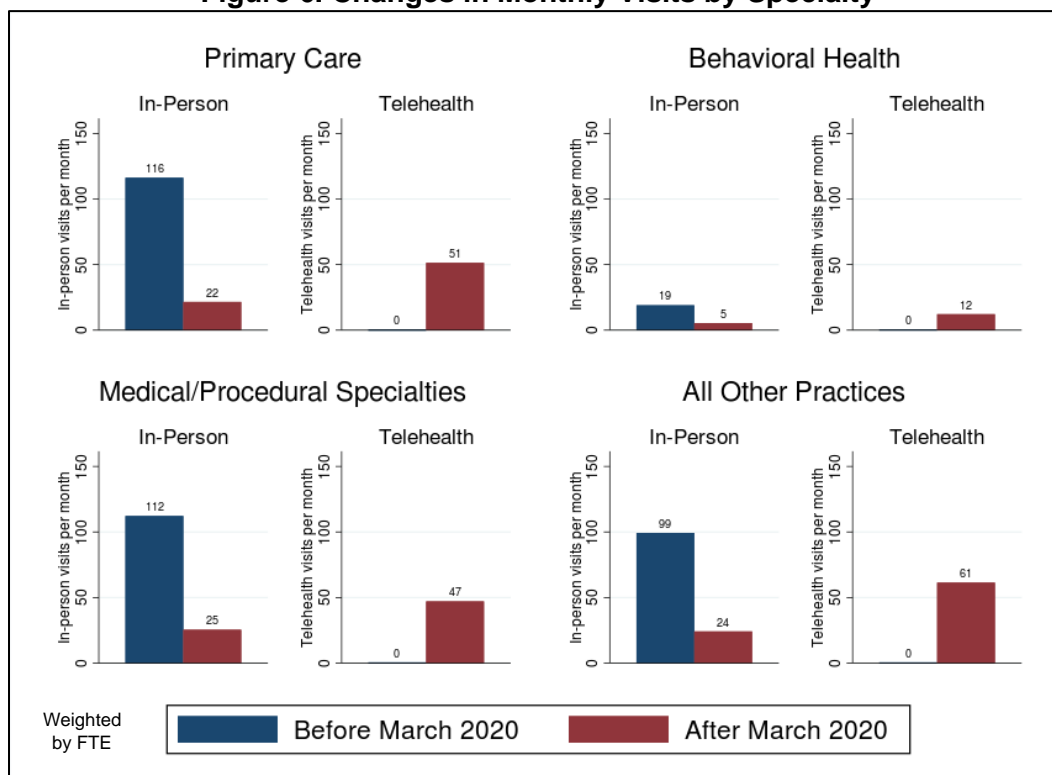 Figure Changes in Monthly Visits by Specialty
Primary Care
In-Person
In-person visits per month
150
100
50
0
116
22
Telehealth
Telehealth visits per month
150
100
50
0
0
51
Behavioral Health
In-Person
In-person visits per month
150
100
50
0
19
5
Telehealth
Telehealth visits per month
150
100
50
0
0
12
Medical/Procedural Specialties
In-Person
In-person visits per month
150
100
50
0
112
25
Telehealth
Telehealth visits per month
150
100
50
0
0
47
All Other Practices
In-Person
In-person visits per month
150
100
50
0
99
24
Telehealth
Telehealth visits per month
150
100
50
0
0
61
Weighted
by FTE
Before March 2020
After March 2020